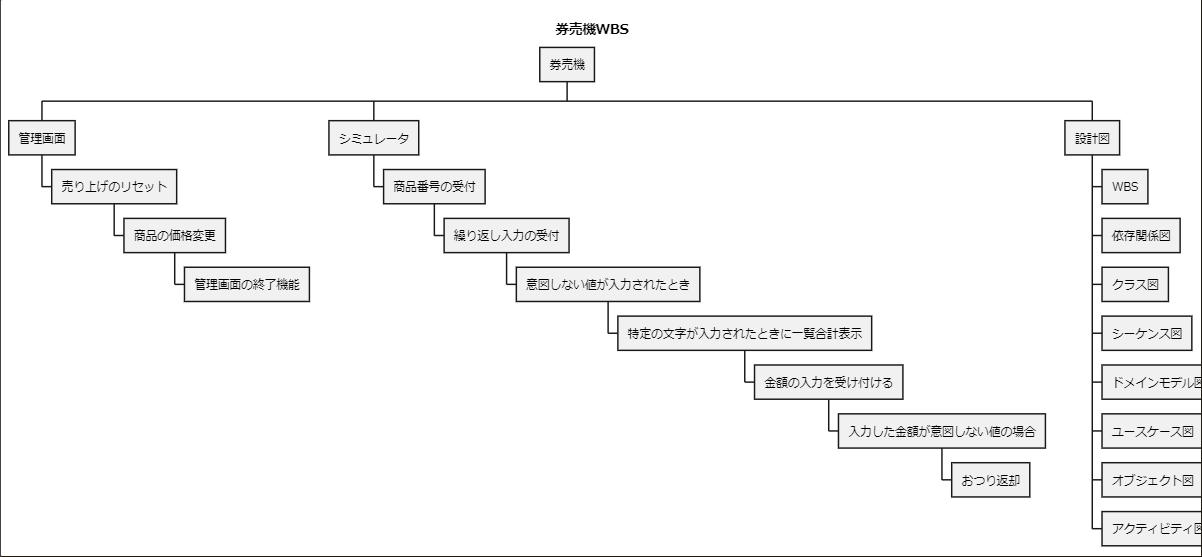 券売機WBS
券売機
管理画面
売り上げのリセット
商品の価格変更
管理画面の終了機能
シミュレータ
商品番号の受付
繰り返し入力の受付
意図しない値が入力されたとき
特定の文字が入力されたときに一覧合計表示
金額の入力を受け付ける
入力した金額が意図しない値の場合
おつり返却
設計図
WBS
依存関係図
クラス図
シーケンス図
ドメインモデル図
ユースケース図
オブジェクト図
アクティビティ図